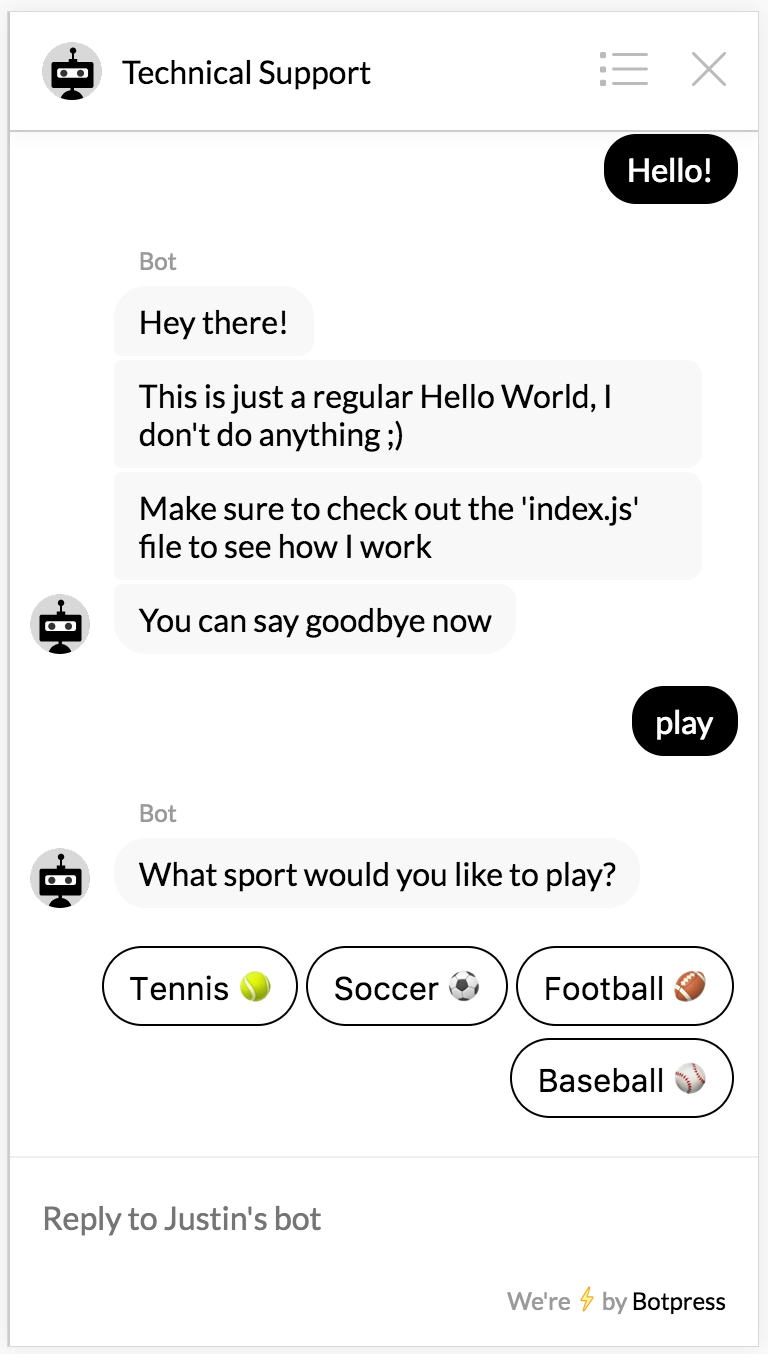 Technical Support
Hello!
Bot
Hey there!
This is just a regular Hello World, I
don't do anything ;)
Make sure to check out the 'index.js'
file to see how I work
You can say goodbye now
play
Bot
What sport would you like to play?
Tennis 🎾 Soccer ⚽ Football 🏈
Baseball ⚾
Reply to Justin's bot
We're ⚡ by Botpress